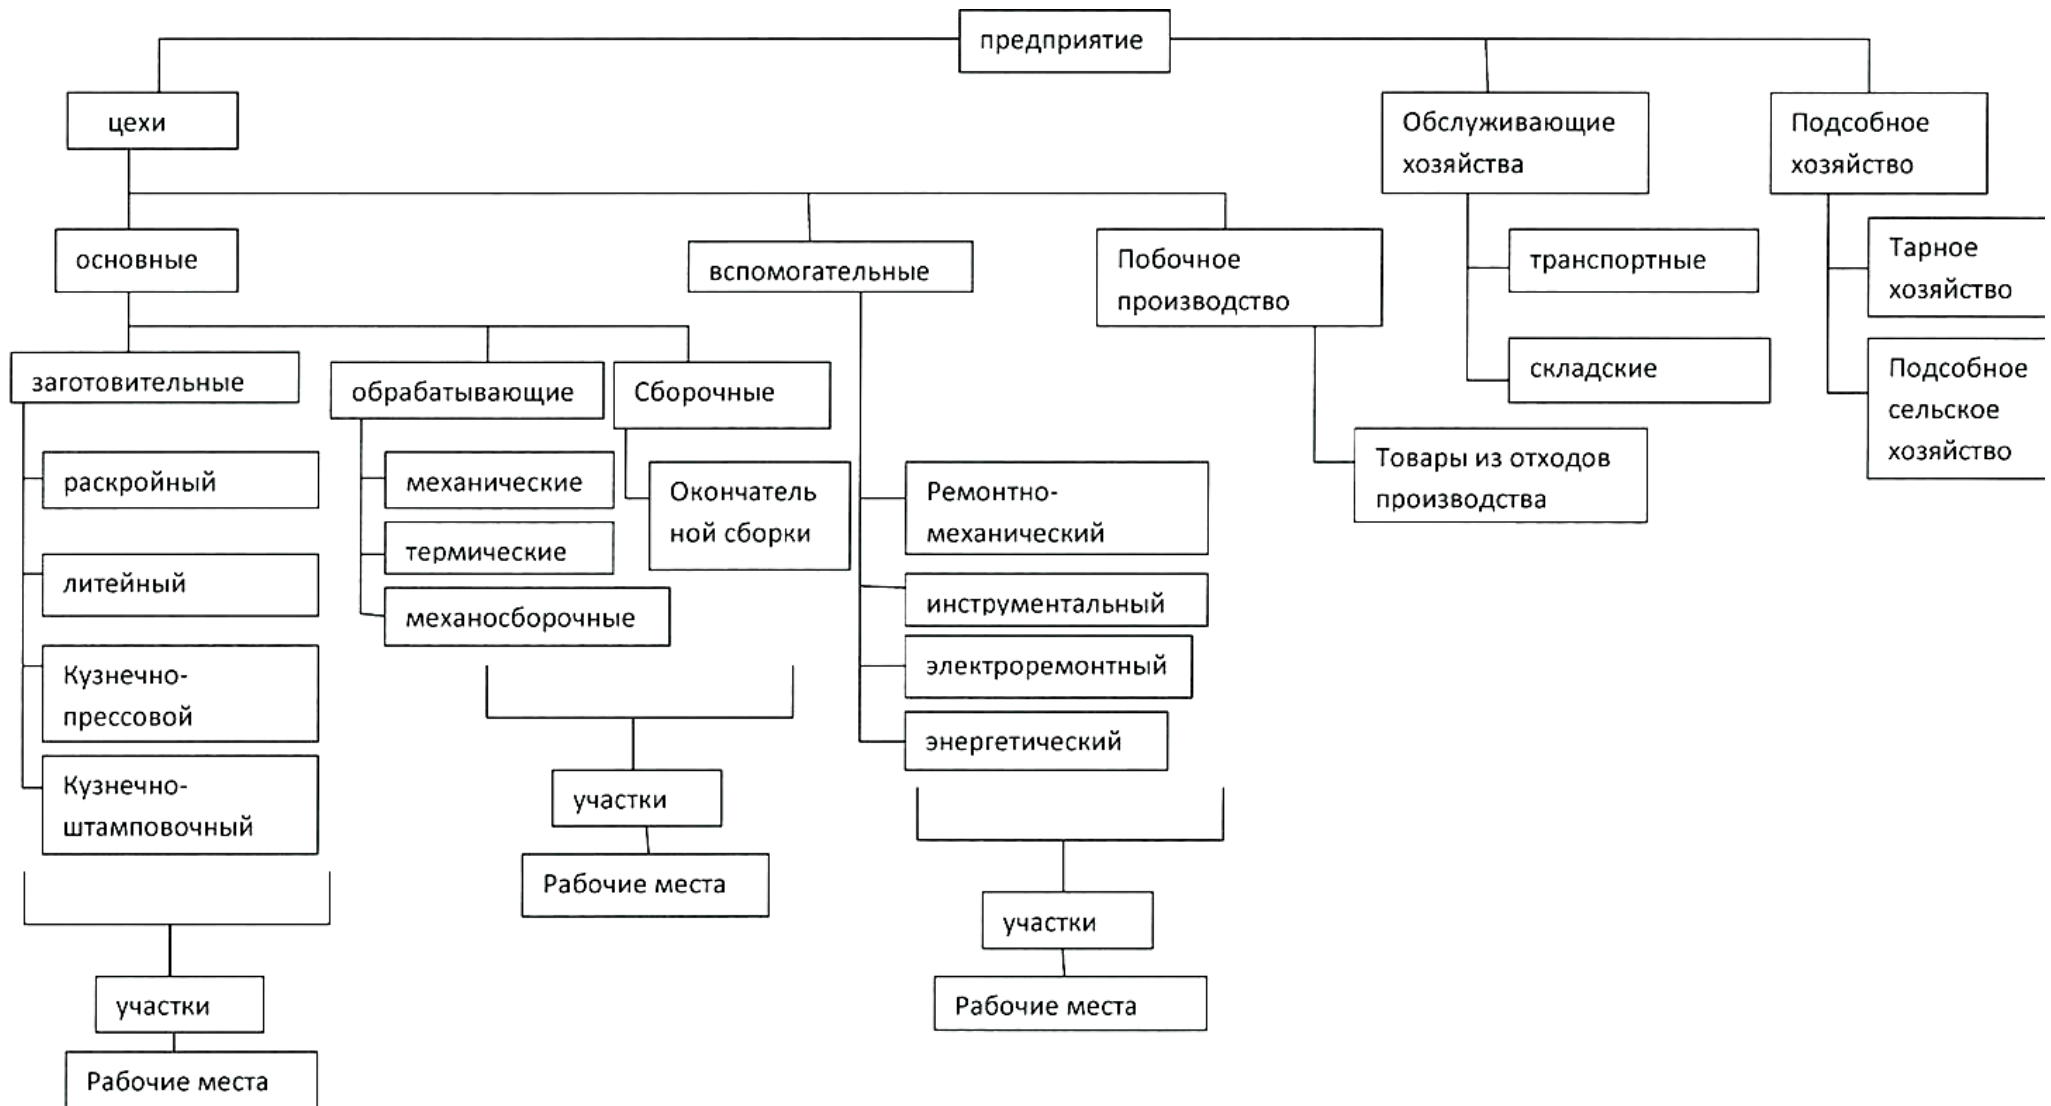 предприятие
цехи
Обслуживающие
хозяйства
Подсобное
хозяйство
основные
вспомогательные
Побочное
производство
транспортные
Тарное
хозяйство
заготовительные
обрабатывающие
Сборочные
складские
Подсобное
сельское
хозяйство
раскройный
механические
Окончатель
ной сборки
Ремонтно-
механический
Товары из отходов
производства
литейный
термические
инструментальный
механосборочные
Кузнечно-
прессовой
электроремонтный
Кузнечно-
штамповочный
энергетический
участки
Рабочие места
участки
Рабочие места
участки
Рабочие места